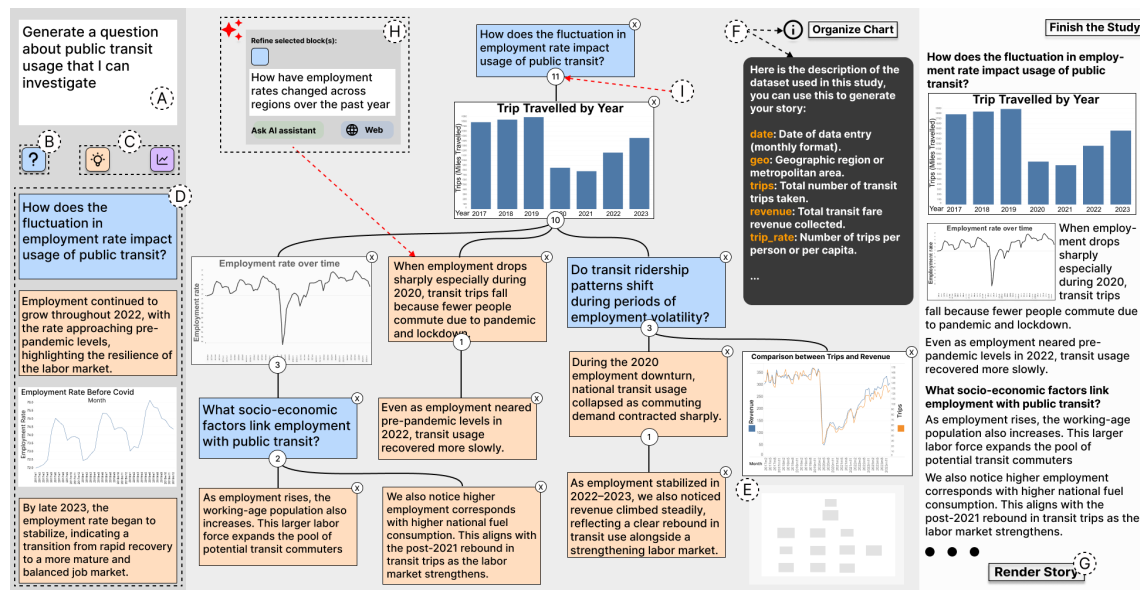 Generate a question
about public transit
usage that I can
investigate
A
B
C
?
D
How does the
fluctuation in
employment rate impact
usage of public transit?
Employment continued to
grow throughout 2022, with
the rate approaching pre-
pandemic levels,
highlighting the resilience of
the labor market.
Employment Rate Before Covid
Month
Employment Rate
By late 2023, the
employment rate began to
stabilize, indicating a
transition from rapid recovery
to a more mature and
balanced job market.
H
Refine selected block(s):
How have employment
rates changed across
regions over the past year
Ask AI assistant
Web
x
How does the fluctuation in
employment rate impact
usage of public transit?
11
I
x
Trip Travelled by Year
Trips (Miles Travelled)
Year 2017 2018 2019 2020 2021 2022 2023
10
x
Employment rate over time
Employment rate
3
x
When employment drops
sharply especially during
2020, transit trips fall
because fewer people
commute due to pandemic
and lockdown.
1
x
Do transit ridership
patterns shift
during periods of
employment volatility?
3
x
What socio-economic
factors link employment
with public transit?
2
x
Even as employment neared
pre-pandemic levels in
2022, transit usage
recovered more slowly.
x
During the 2020
employment downturn,
national transit usage
collapsed as commuting
demand contracted sharply.
1
x
Comparison between Trips and Revenue
Revenue
Trips
Month
x
As employment rises, the
working-age population also
increases. This larger labor
force expands the pool of
potential transit commuters
x
We also notice higher
employment corresponds
with higher national fuel
consumption. This aligns with
the post-2021 rebound in
transit trips as the labor
market strengthens.
x
As employment stabilized in
2022–2023, we also noticed
revenue climbed steadily,
reflecting a clear rebound in
transit use alongside a
strengthening labor market.
E
F
i
Organize Chart
Here is the description of the
dataset used in this study,
you can use this to generate
your story:
date: Date of data entry
(monthly format).
geo: Geographic region or
metropolitan area.
trips: Total number of transit
trips taken.
revenue: Total transit fare
revenue collected.
trip_rate: Number of trips per
person or per capita.
...
Finish the Study
How does the fluctuation in employ-
ment rate impact usage of public
transit?
Trip Travelled by Year
Trips (Miles Travelled)
Year 2017 2018 2019 2020 2021 2022 2023
Employment rate over time
Employment rate
When employ-
ment drops
sharply
especially
during 2020,
transit trips
fall because fewer people commute due
to pandemic and lockdown.
Even as employment neared pre-
pandemic levels in 2022, transit usage
recovered more slowly.
What socio-economic factors link
employment with public transit?
As employment rises, the working-age
population also increases. This larger
labor force expands the pool of
potential transit commuters
We also notice higher employment
corresponds with higher national fuel
consumption. This aligns with the
post-2021 rebound in transit trips as the
labor market strengthens.
Render Story
G